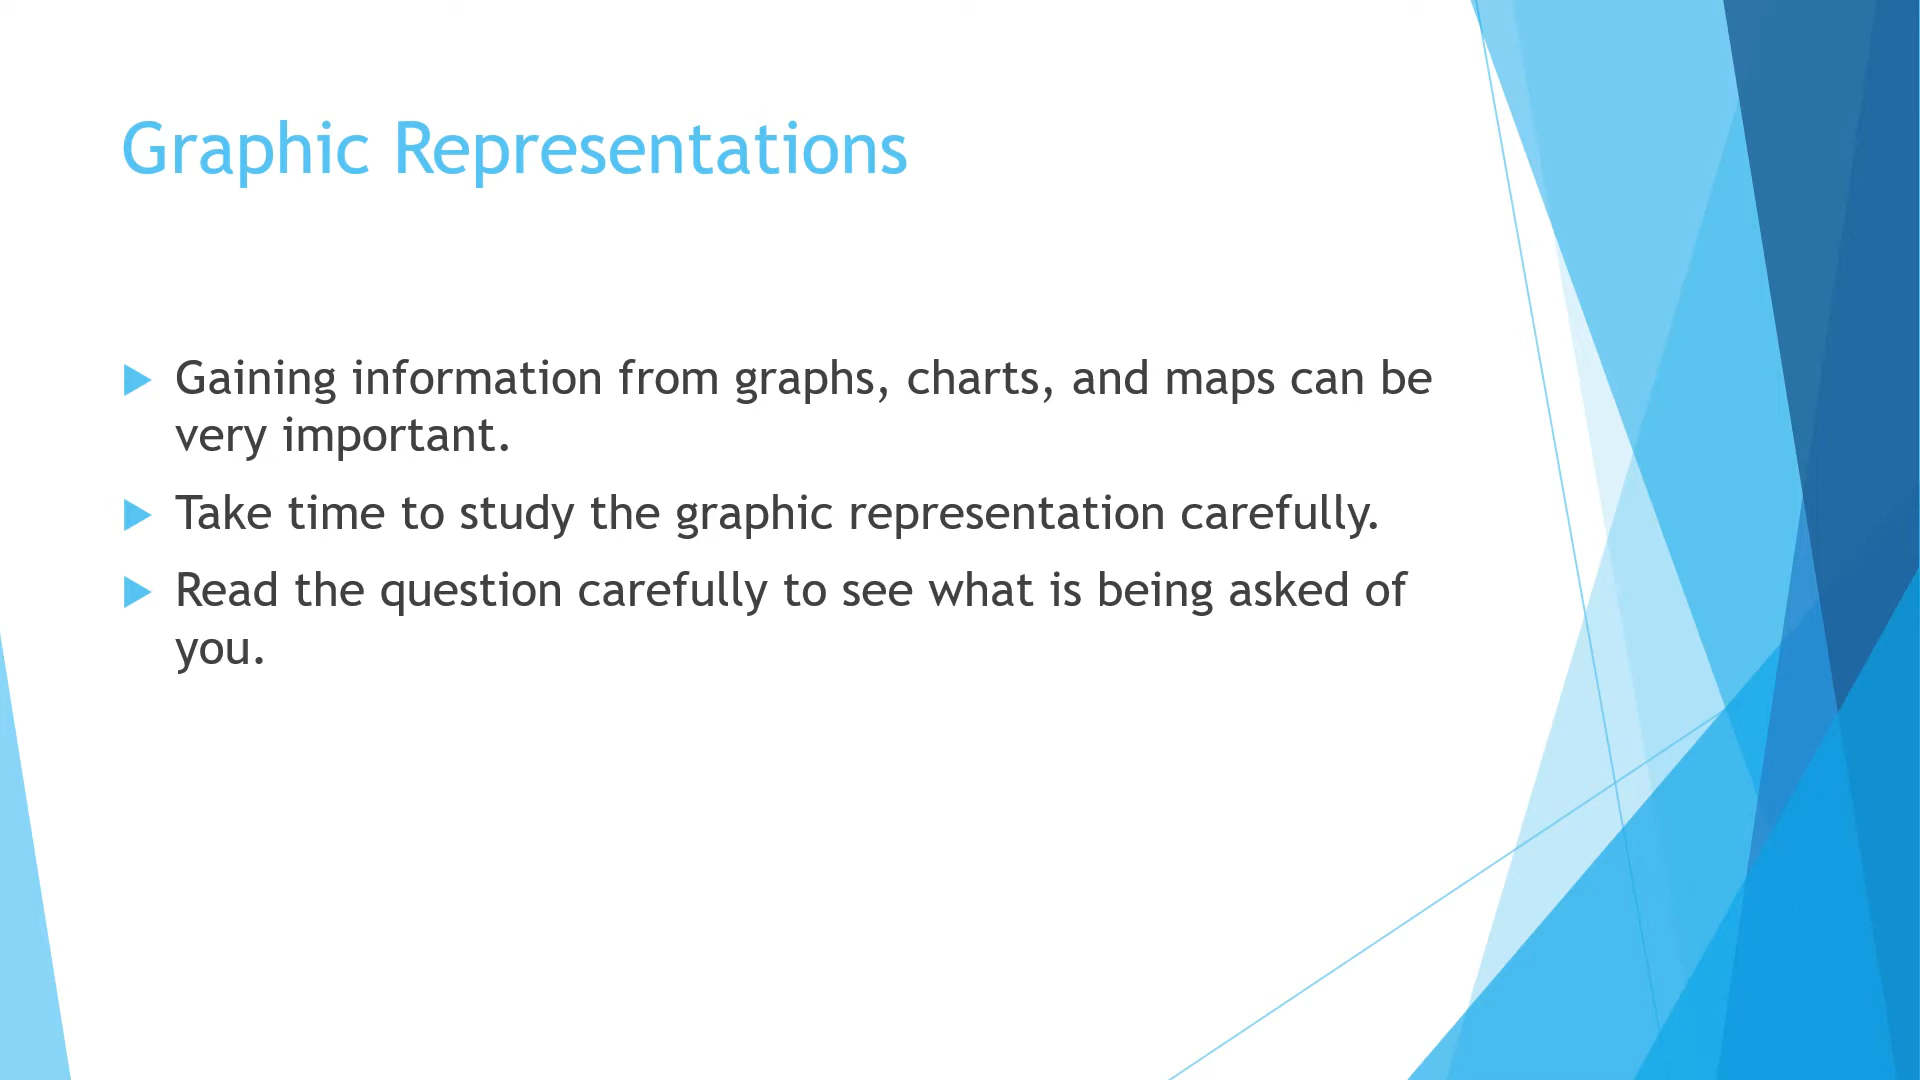 Graphic Representations
Gaining information from graphs, charts, and maps can be
very important.
Take time to study the graphic representation carefully.
Read the question carefully to see what is being asked of
you.